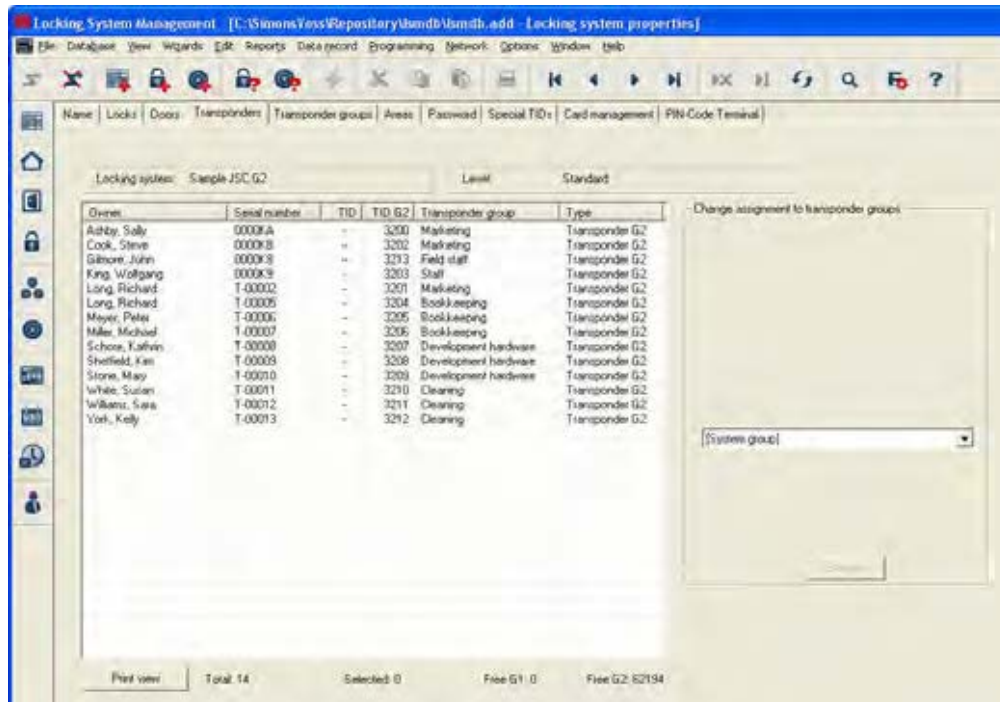 Locking System Management [C:\SimonsVoss\Repository\lsmdb\lsmdb.add - Locking system properties]
File Database View Wizards Edit Reports Data record Programming Network Options Window Help
Name Locks Doors Transponders Transponder groups Areas Password Special TIDs Card management PIN-Code Terminal
Locking system: Sample JSC G2 Level: Standard
Owner Serial number TID TID G2 Transponder group Type Change assignment to transponder groups
Ashby, Sally 0000KA - 3200 Marketing Transponder G2
Cook, Steve 0000K8 - 3202 Marketing Transponder G2
Gilmore, John 0000K8 - 3213 Field staff Transponder G2
King, Wolfgang 0000K9 - 3203 Staff Transponder G2
Long, Richard T-00002 - 3201 Marketing Transponder G2
Long, Richard T-00005 - 3204 Bookkeeping Transponder G2
Meyer, Peter T-00006 - 3205 Bookkeeping Transponder G2
Miller, Michael T-00007 - 3206 Bookkeeping Transponder G2
Schore, Kathrin T-00008 - 3207 Development hardware Transponder G2
Sheffield, Ken T-00009 - 3208 Development hardware Transponder G2
Stone, Mary T-00010 - 3209 Development hardware Transponder G2
White, Susan T-00011 - 3210 Cleaning Transponder G2
Williams, Sara T-00012 - 3211 Cleaning Transponder G2
York, Kelly T-00013 - 3212 Cleaning Transponder G2
[System group]
Print view Total: 14 Selected: 0 Free G1: 0 Free G2: 62194